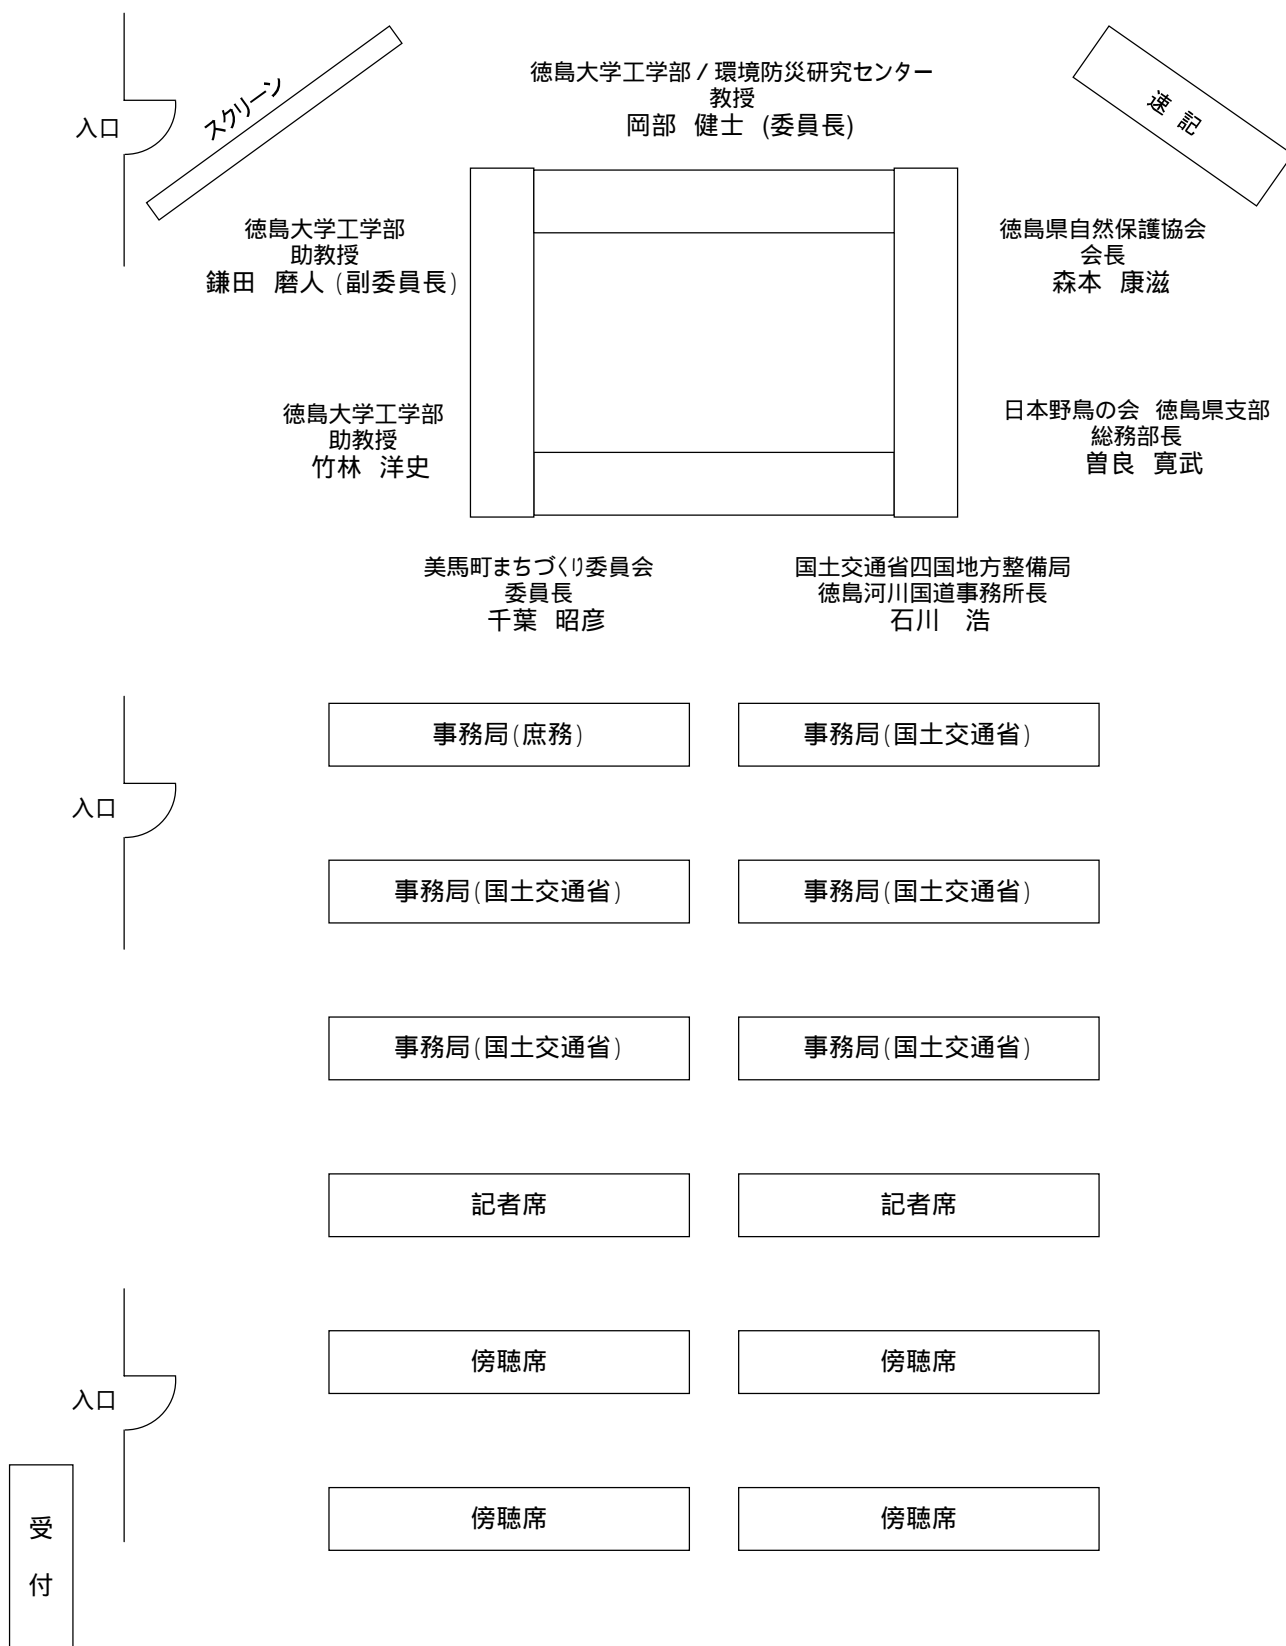 徳島大学工学部/環境防災研究センター
教授
岡部 健士 (委員長)
スクリーン
速記
入口
徳島大学工学部
助教授
鎌田 磨人(副委員長)
徳島県自然保護協会
会長
森本 康滋
徳島大学工学部
助教授
竹林 洋史
日本野鳥の会 徳島県支部
総務部長
曽良 寛武
美馬町まちづくり委員会
委員長
千葉 昭彦
国土交通省四国地方整備局
徳島河川国道事務所長
石川 浩
事務局(庶務)
事務局(国土交通省)
入口
事務局(国土交通省)
事務局(国土交通省)
事務局(国土交通省)
事務局(国土交通省)
記者席
記者席
傍聴席
傍聴席
入口
傍聴席
傍聴席
受付